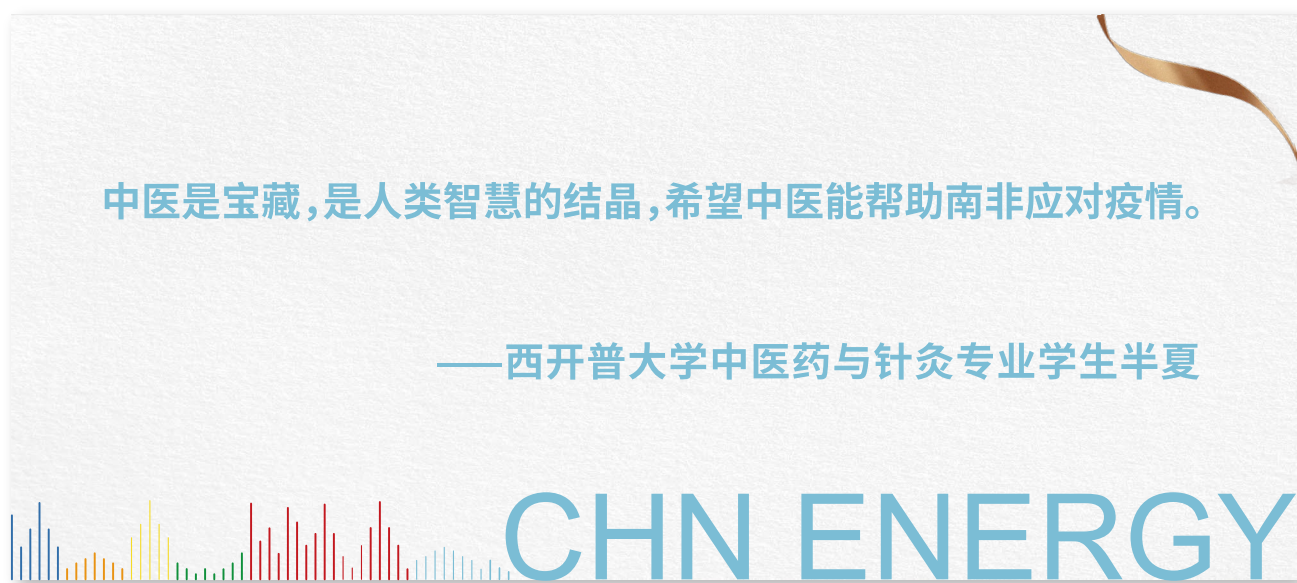 中医是宝藏，是人类智慧的结晶，希望中医能帮助南非应对疫情。
——西开普大学中医药与针灸专业学生半夏
CHN ENERGY